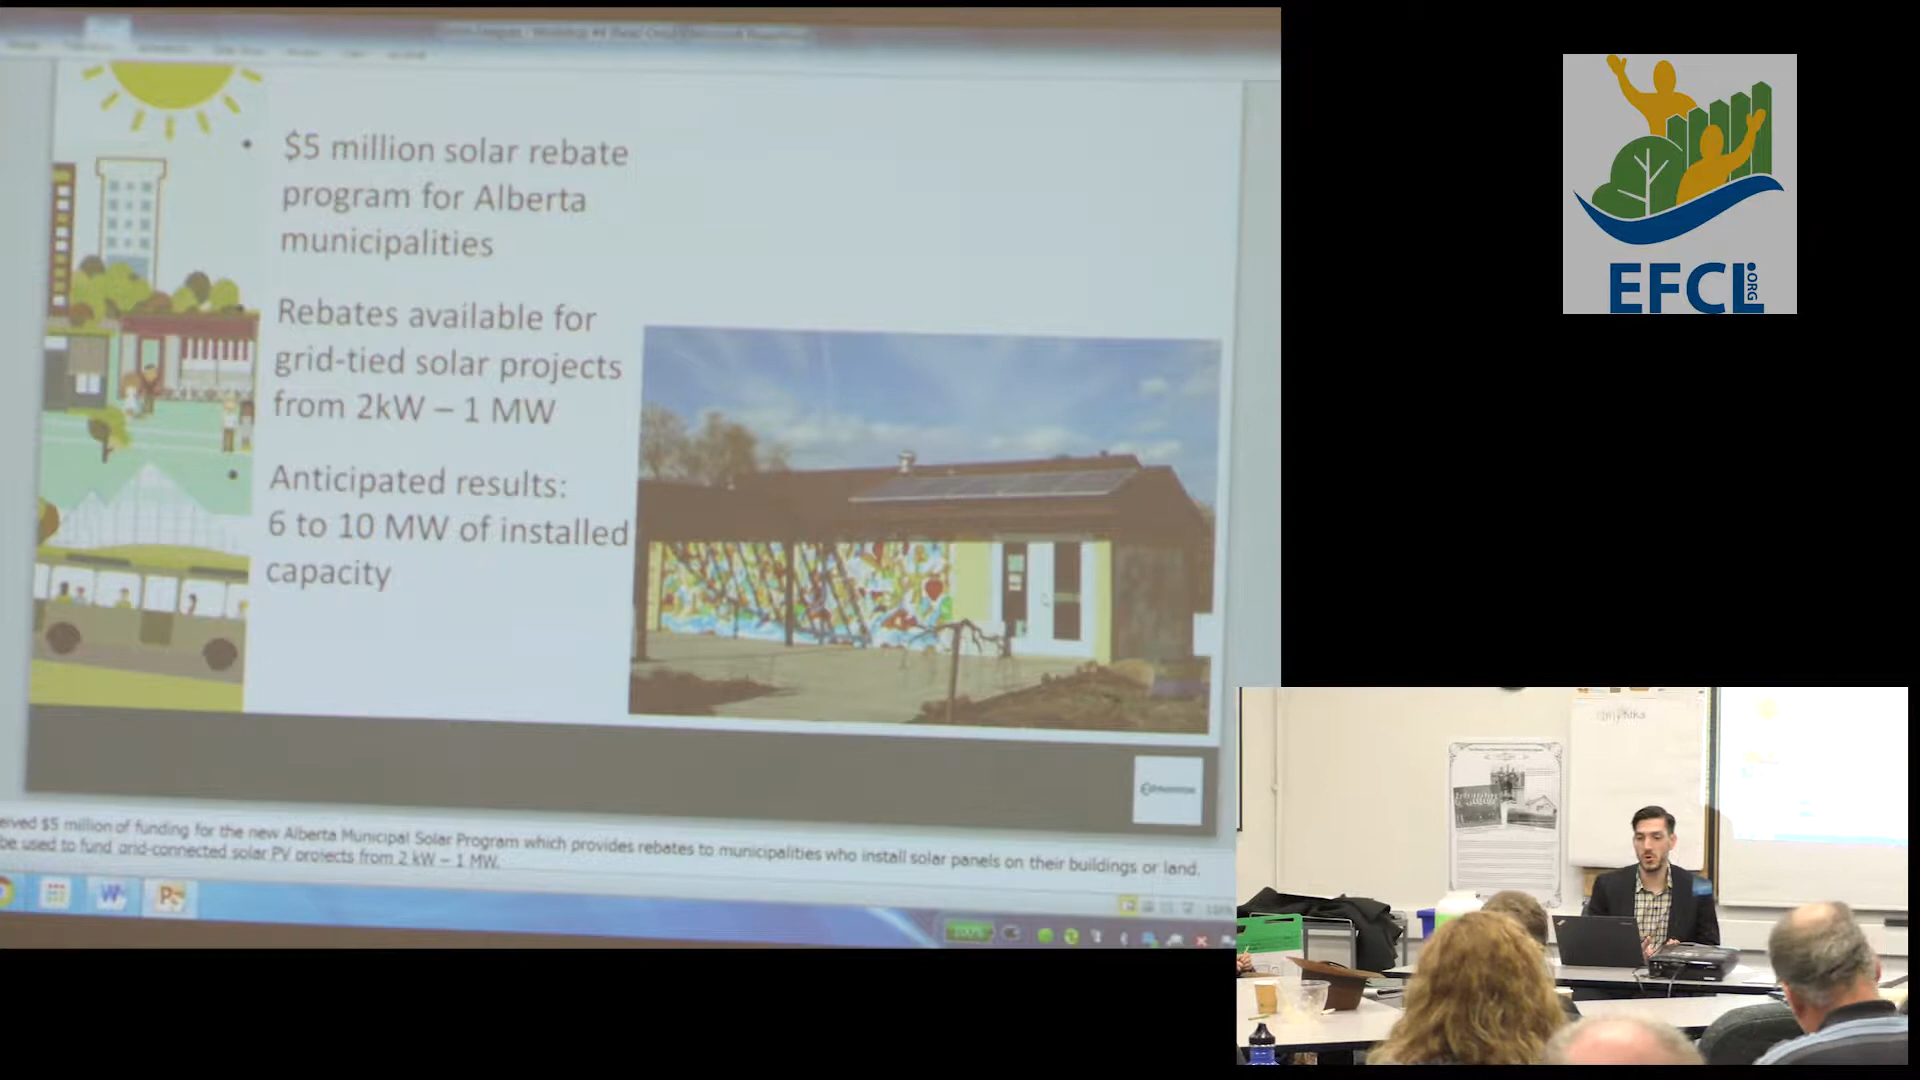 • $5 million solar rebate
program for Alberta
municipalities
Rebates available for
grid-tied solar projects
from 2kW – 1 MW
• Anticipated results:
6 to 10 MW of installed
capacity
$5 million of funding for the new Alberta Municipal Solar Program which provides rebates to municipalities who install solar panels on their buildings or land.
be used to fund grid-connected solar PV projects from 2 kW – 1 MW.
100%
EFCL.ORG